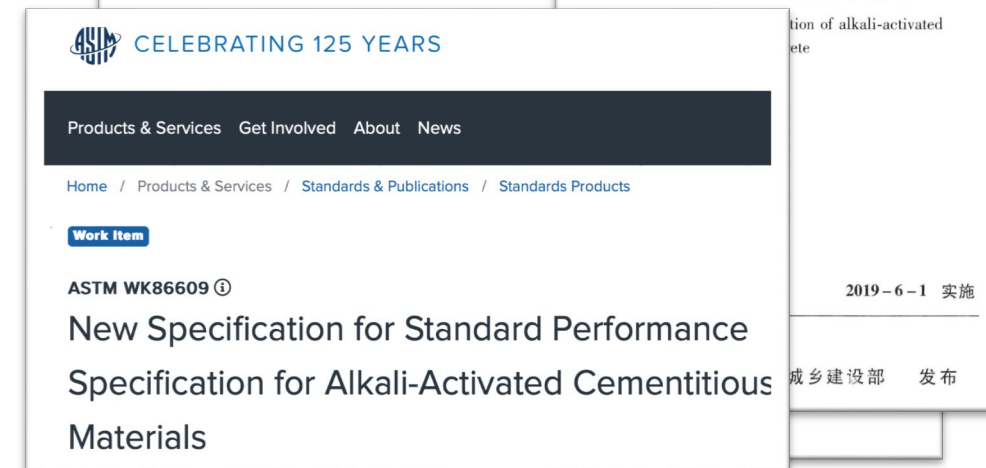 ASTM CELEBRATING 125 YEARS
Products & Services Get Involved About News
Home / Products & Services / Standards & Publications / Standards Products
Work Item
ASTM WK86609
New Specification for Standard Performance
Specification for Alkali-Activated Cementitious
Materials
tion of alkali-activated
ete
2019-6-1 实施
城乡建设部 发布